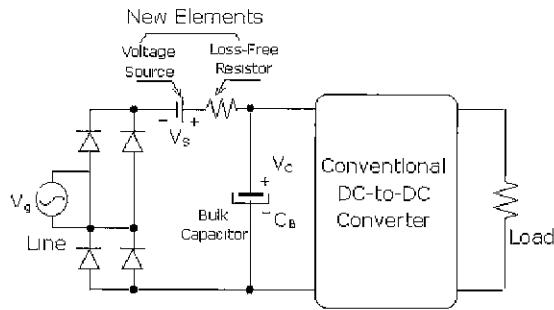 New Elements
Voltage
Source
Loss-Free
Resistor
- Vs +
Vg
Line
Bulk
Capacitor
+ Vc
- CB
Conventional
DC-to-DC
Converter
Load